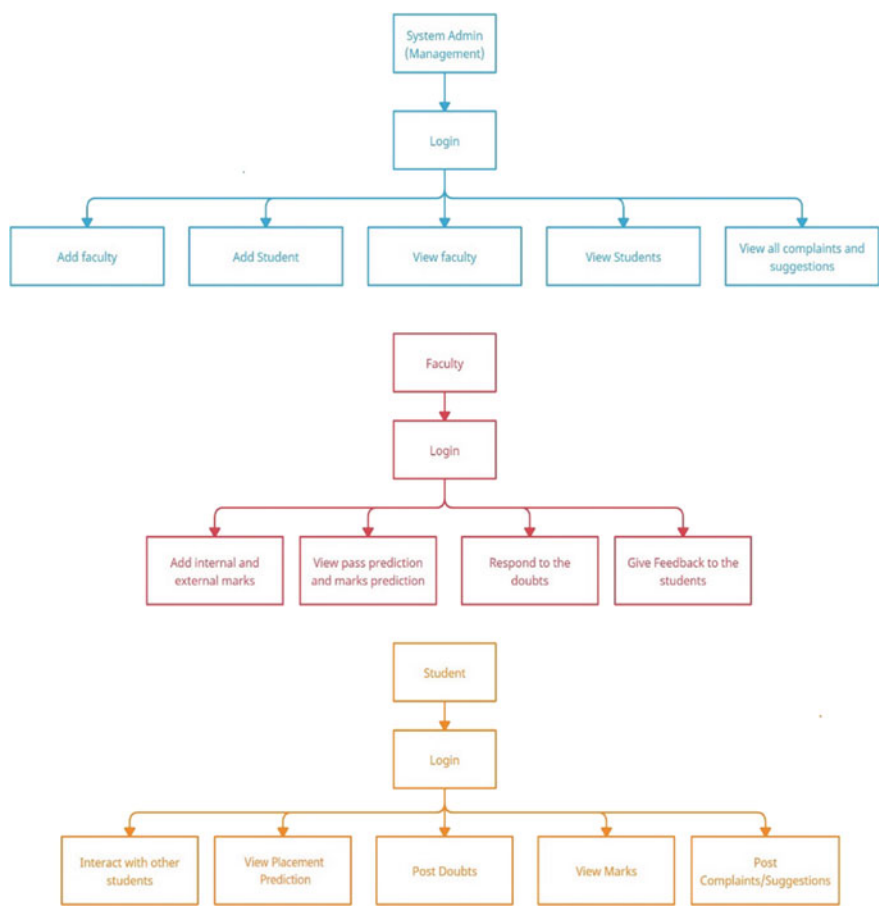 System Admin
(Management)
Login
Add faculty
Add Student
View faculty
View Students
View all complaints and
suggestions
Faculty
Login
Add internal and
external marks
View pass prediction
and marks prediction
Respond to the
doubts
Give Feedback to the
students
Student
Login
Interact with other
students
View Placement
Prediction
Post Doubts
View Marks
Post
Complaints/Suggestions